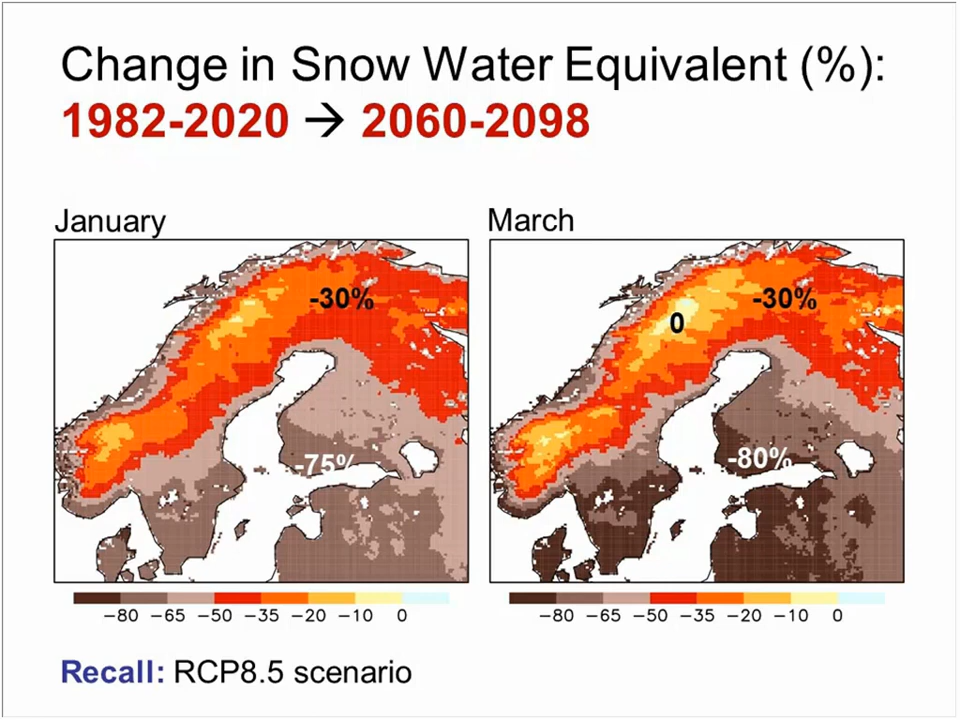 Change in Snow Water Equivalent (%):
1982-2020 → 2060-2098
January
March
-30%
-75%
-30%
0
-80%
−80 −65 −50 −35 −20 −10 0
−80 −65 −50 −35 −20 −10 0
Recall: RCP8.5 scenario